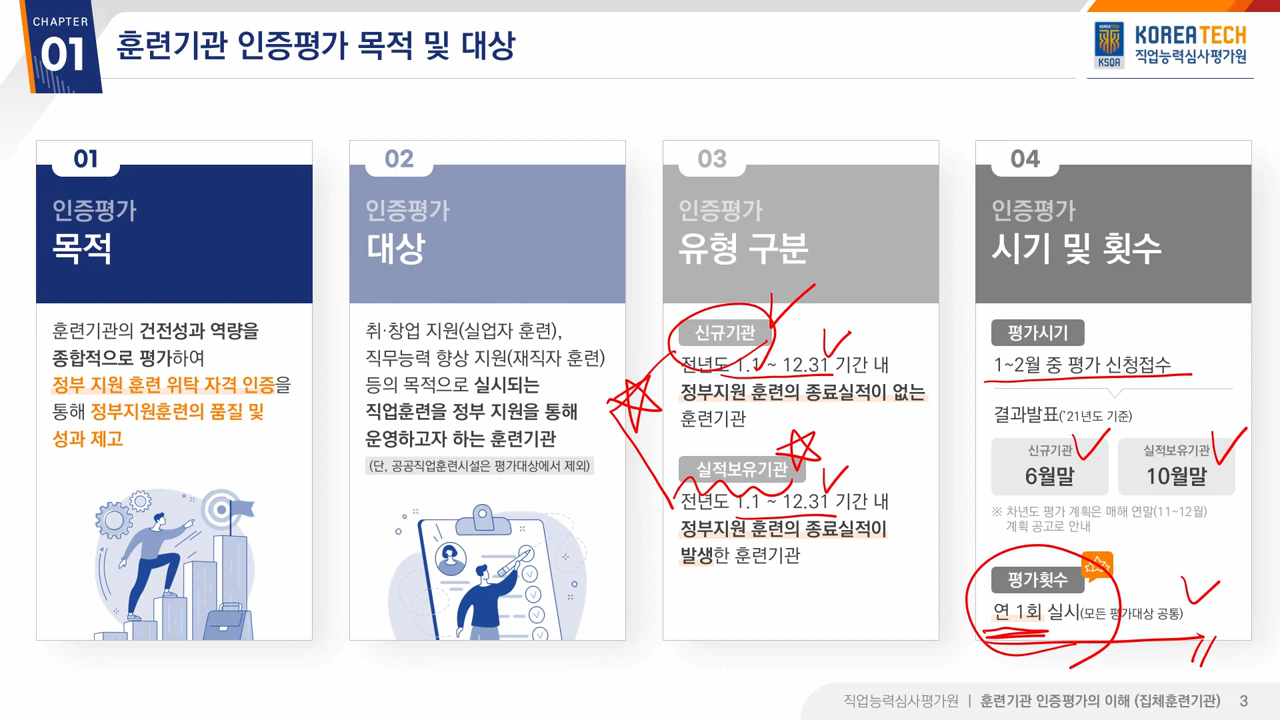 CHAPTER
01
훈련기관 인증평가 목적 및 대상
KSQA
KOREATECH
직업능력심사평가원
01
인증평가
목적
훈련기관의 건전성과 역량을
종합적으로 평가하여
정부 지원 훈련 위탁 자격 인증을
통해 정부지원훈련의 품질 및
성과 제고
02
인증평가
대상
취·창업 지원(실업자 훈련),
직무능력 향상 지원(재직자 훈련)
등의 목적으로 실시되는
직업훈련을 정부 지원을 통해
운영하고자 하는 훈련기관
(단, 공공직업훈련시설은 평가대상에서 제외)
03
인증평가
유형 구분
신규기관
전년도 1.1 ~ 12.31 기간 내
정부지원 훈련의 종료실적이 없는
훈련기관
실적보유기관
전년도 1.1 ~ 12.31 기간 내
정부지원 훈련의 종료실적이
발생한 훈련기관
04
인증평가
시기 및 횟수
평가시기
1~2월 중 평가 신청접수
결과발표('21년도 기준)
신규기관
6월말
실적보유기관
10월말
※ 차년도 평가 계획은 매해 연말(11~12월)
계획 공고로 안내
평가횟수
연 1회 실시(모든 평가대상 공통)
직업능력심사평가원 | 훈련기관 인증평가의 이해 (집체훈련기관) 3